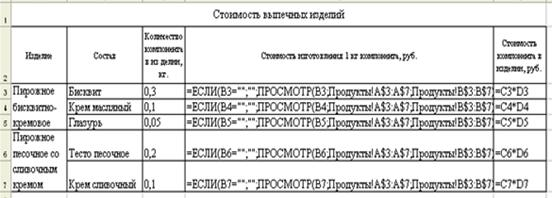 Стоимость выпечных изделий
1
Изделие Состав Количество компонента в изделии, кг. Стоимость изготовления 1 кг компонента, руб. Стоимость компонента в изделии, руб.
2
3 Пирожное Бисквит 0,3 =ЕСЛИ(B3="";"";ПРОСМОТР(B3;Продукты!A$3:A$7;Продукты!B$3:B$7) =C3*D3
4 бисквитно- Крем масляный 0,1 =ЕСЛИ(B4="";"";ПРОСМОТР(B4;Продукты!A$3:A$7;Продукты!B$3:B$7) =C4*D4
5 кремовое Глазурь 0,05 =ЕСЛИ(B5="";"";ПРОСМОТР(B5;Продукты!A$3:A$7;Продукты!B$3:B$7) =C5*D5
Пирожное
6 песочное со Тесто песочное 0,2 =ЕСЛИ(B6="";"";ПРОСМОТР(B6;Продукты!A$3:A$7;Продукты!B$3:B$7) =C6*D6
сливочным
7 кремом Крем сливочный 0,1 =ЕСЛИ(B7="";"";ПРОСМОТР(B7;Продукты!A$3:A$7;Продукты!B$3:B$7) =C7*D7